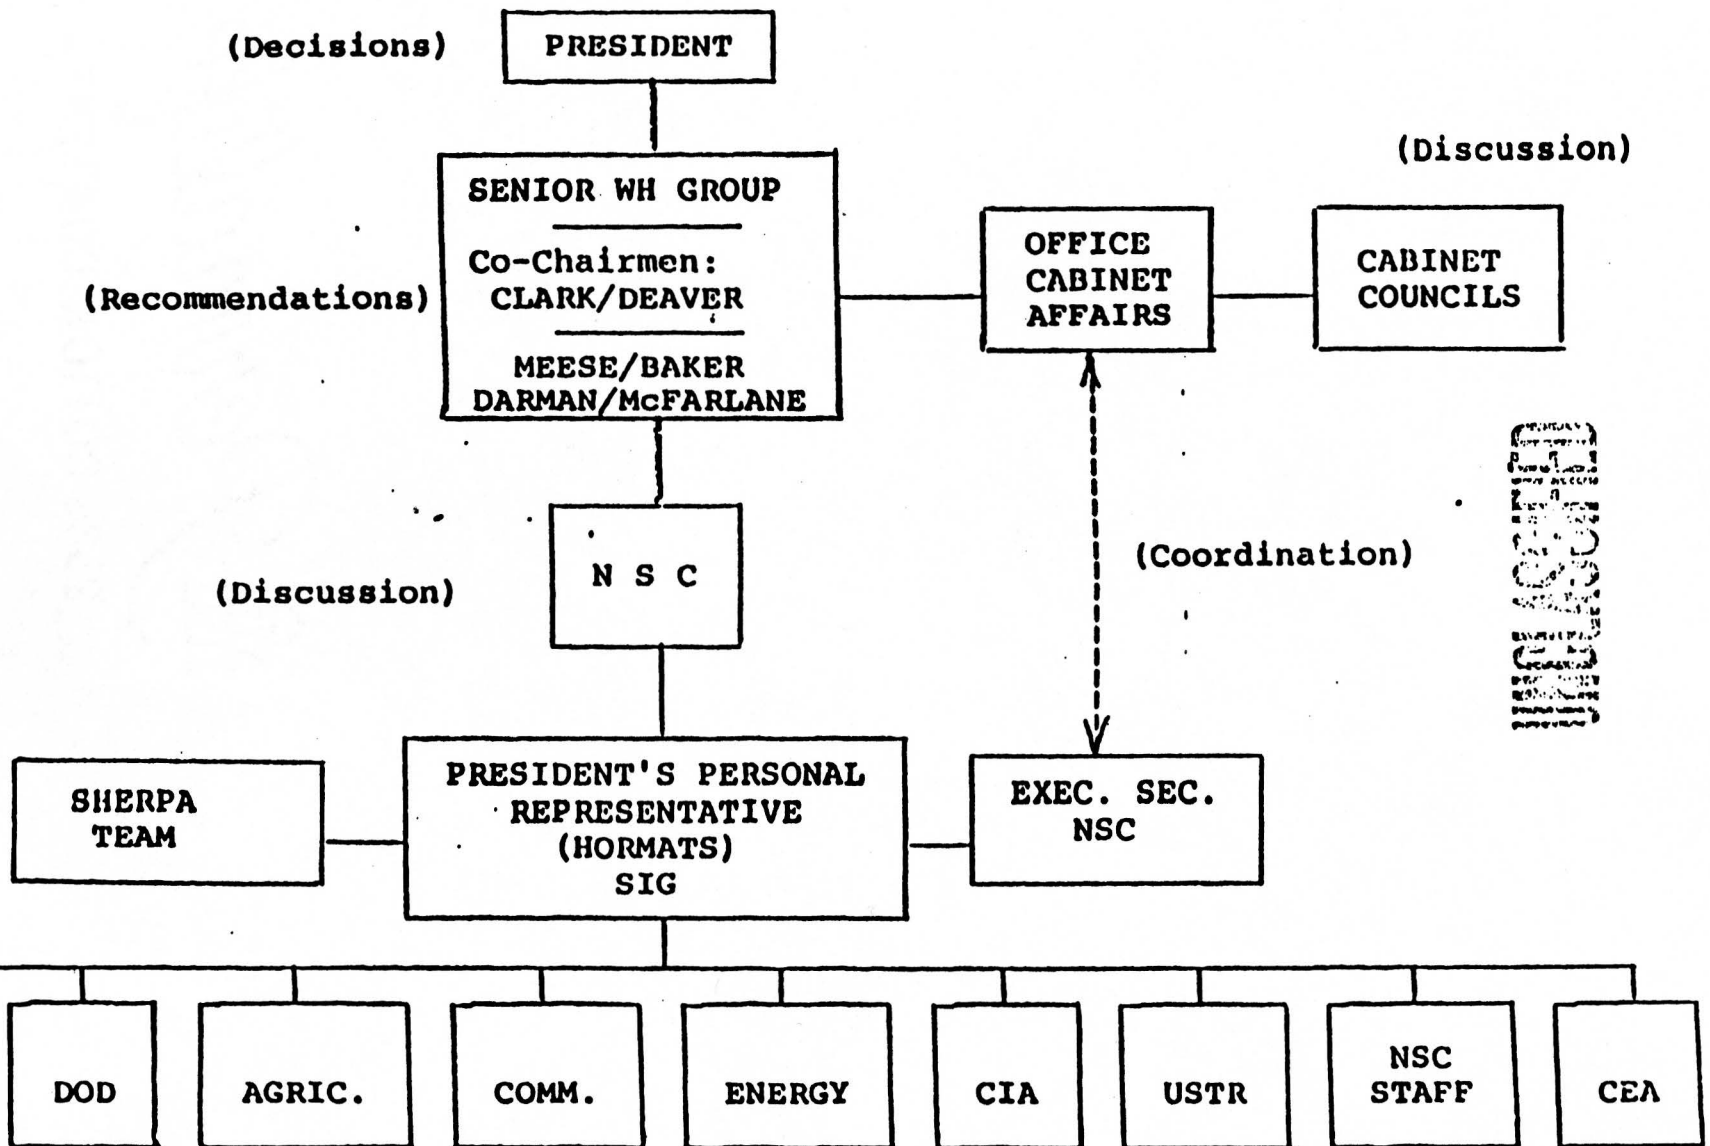 (Decisions)
PRESIDENT
(Discussion)
SENIOR WH GROUP
Co-Chairmen:
CLARK/DEAVER
(Recommendations)
MEESE/BAKER
DARMAN/McFARLANE
OFFICE
CABINET
AFFAIRS
CABINET
COUNCILS
N S C
(Discussion)
(Coordination)
SHERPA
TEAM
PRESIDENT'S PERSONAL
REPRESENTATIVE
(HORMATS)
SIG
EXEC. SEC.
NSC
DOD
AGRIC.
COMM.
ENERGY
CIA
USTR
NSC
STAFF
CEA